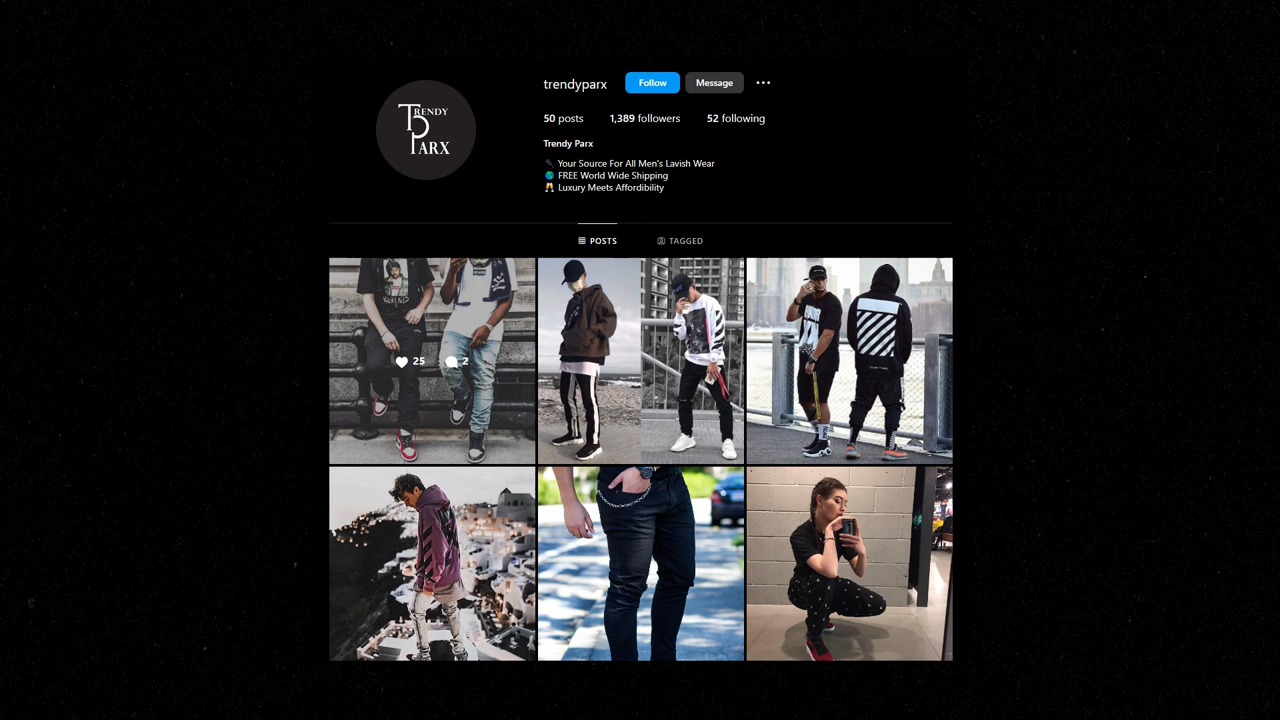 TRENDY
PARX
trendyparx Follow Message
50 posts 1,389 followers 52 following
Trendy Parx
Your Source For All Men's Lavish Wear
FREE World Wide Shipping
Luxury Meets Affordibility
POSTS TAGGED
25 2